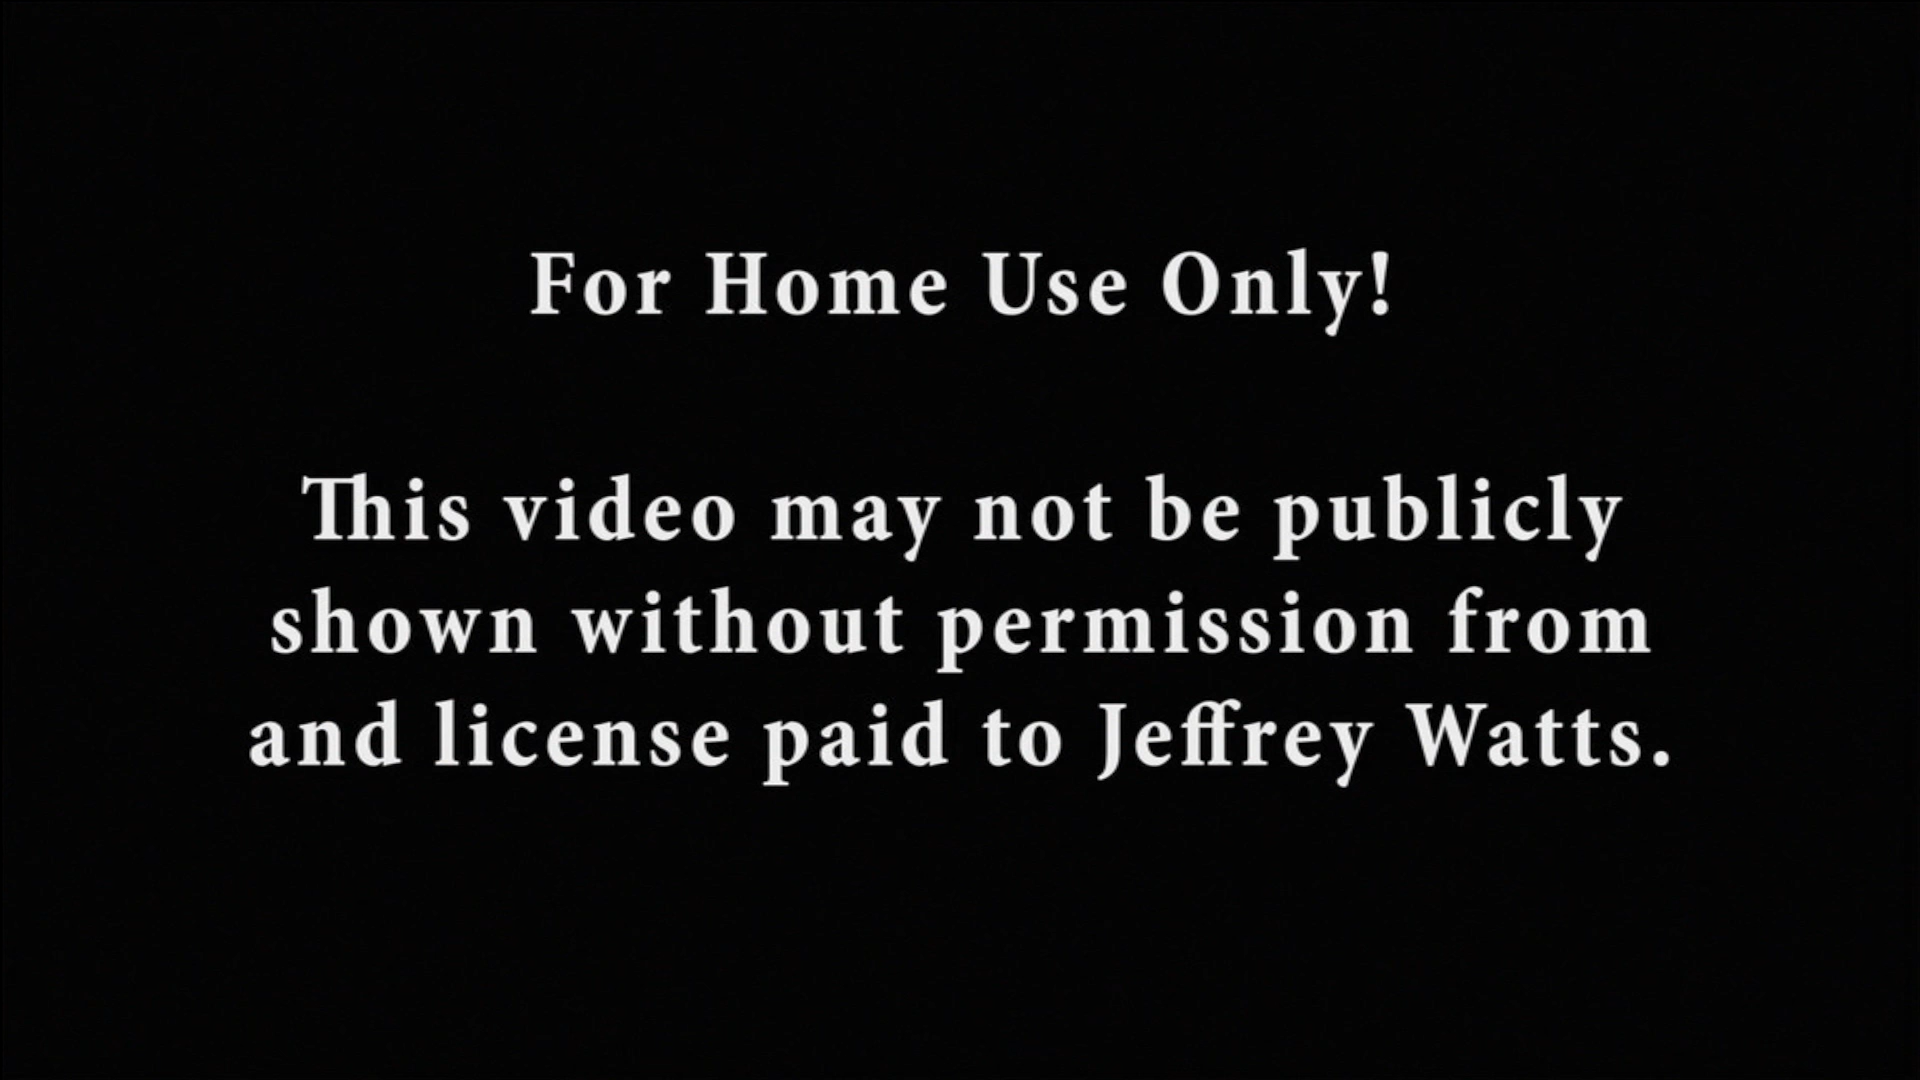 For Home Use Only!
This video may not be publicly
shown without permission from
and license paid to Jeffrey Watts.